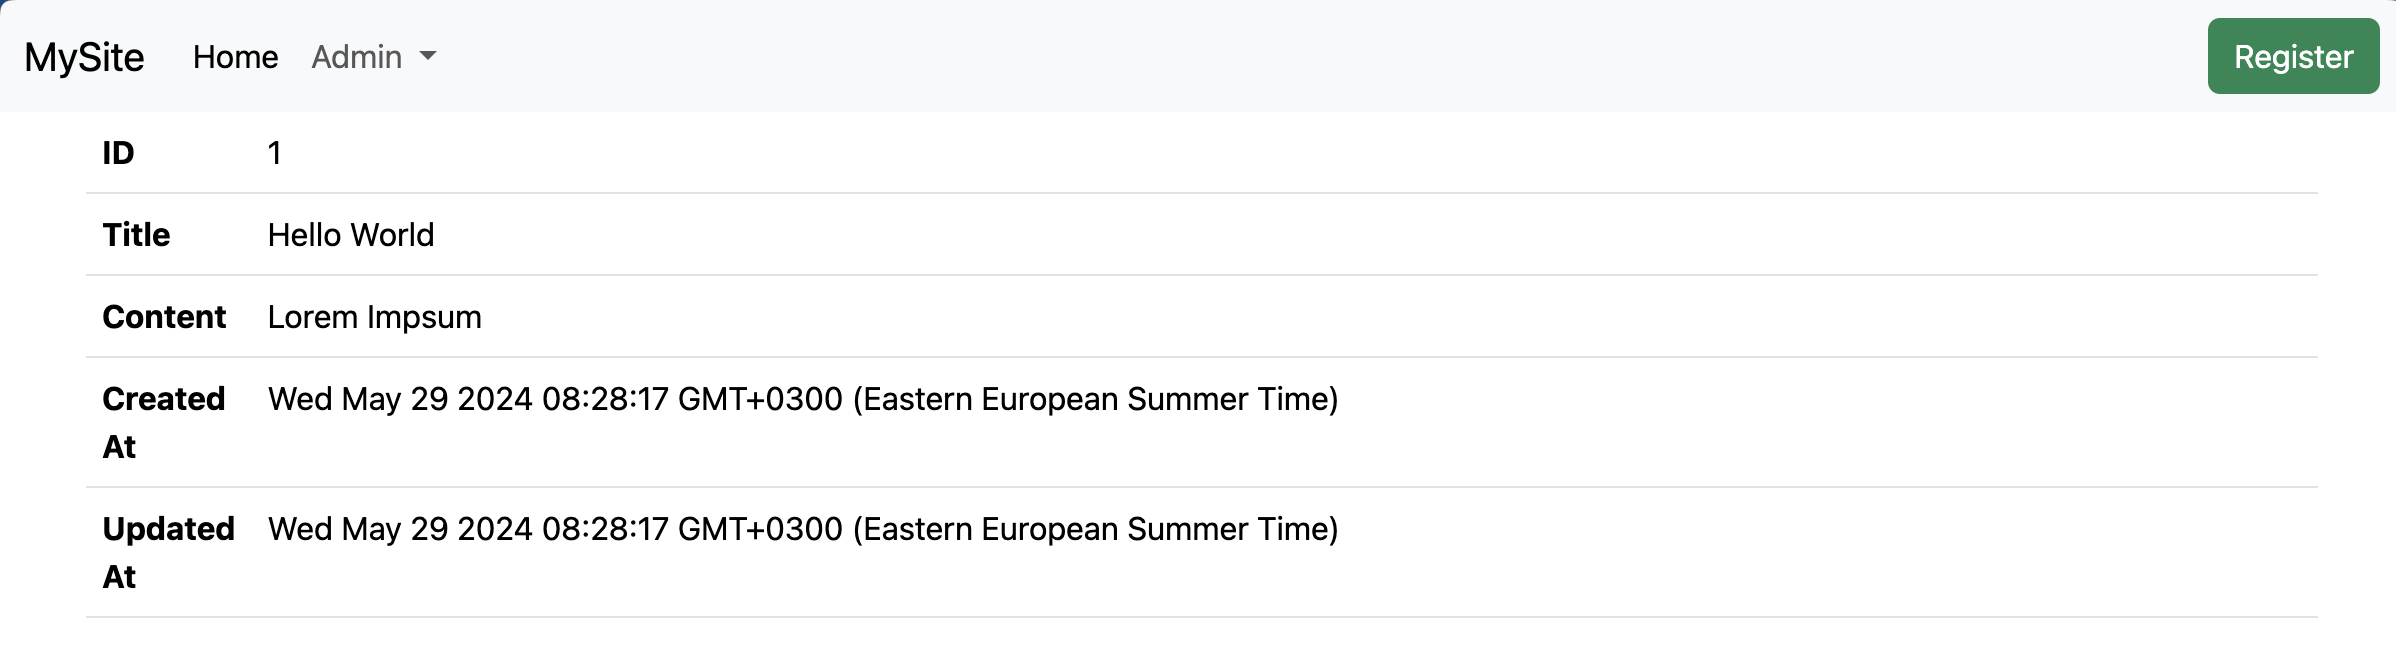 MySite Home Admin Register
ID 1
Title Hello World
Content Lorem Impsum
Created At Wed May 29 2024 08:28:17 GMT+0300 (Eastern European Summer Time)
Updated At Wed May 29 2024 08:28:17 GMT+0300 (Eastern European Summer Time)